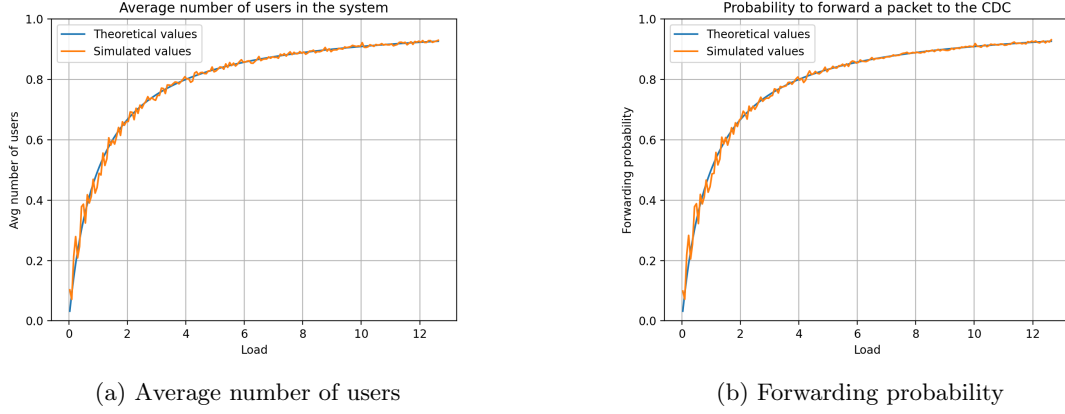 Average number of users in the system
1.0
0.8
0.6
0.4
0.2
0.0
Avg number of users
Theoretical values
Simulated values
0 2 4 6 8 10 12
Load
(a) Average number of users
Probability to forward a packet to the CDC
1.0
0.8
0.6
0.4
0.2
0.0
Forwarding probability
Theoretical values
Simulated values
0 2 4 6 8 10 12
Load
(b) Forwarding probability